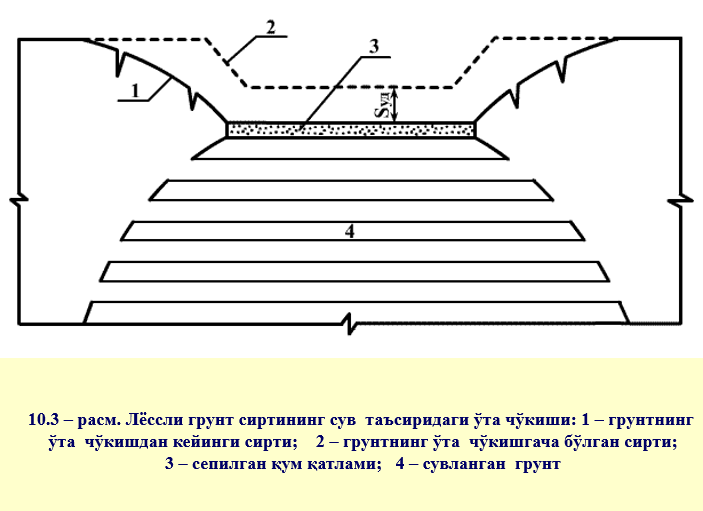 2
3
1
Sуд
4
10.3 – расм. Лёссли грунт сиртининг сув таъсиридаги ўта чўкиши: 1 – грунтнинг
ўта чўкишдан кейинги сирти; 2 – грунтнинг ўта чўкишгача бўлган сирти;
3 – сепилган қум қатлами; 4 – сувланган грунт